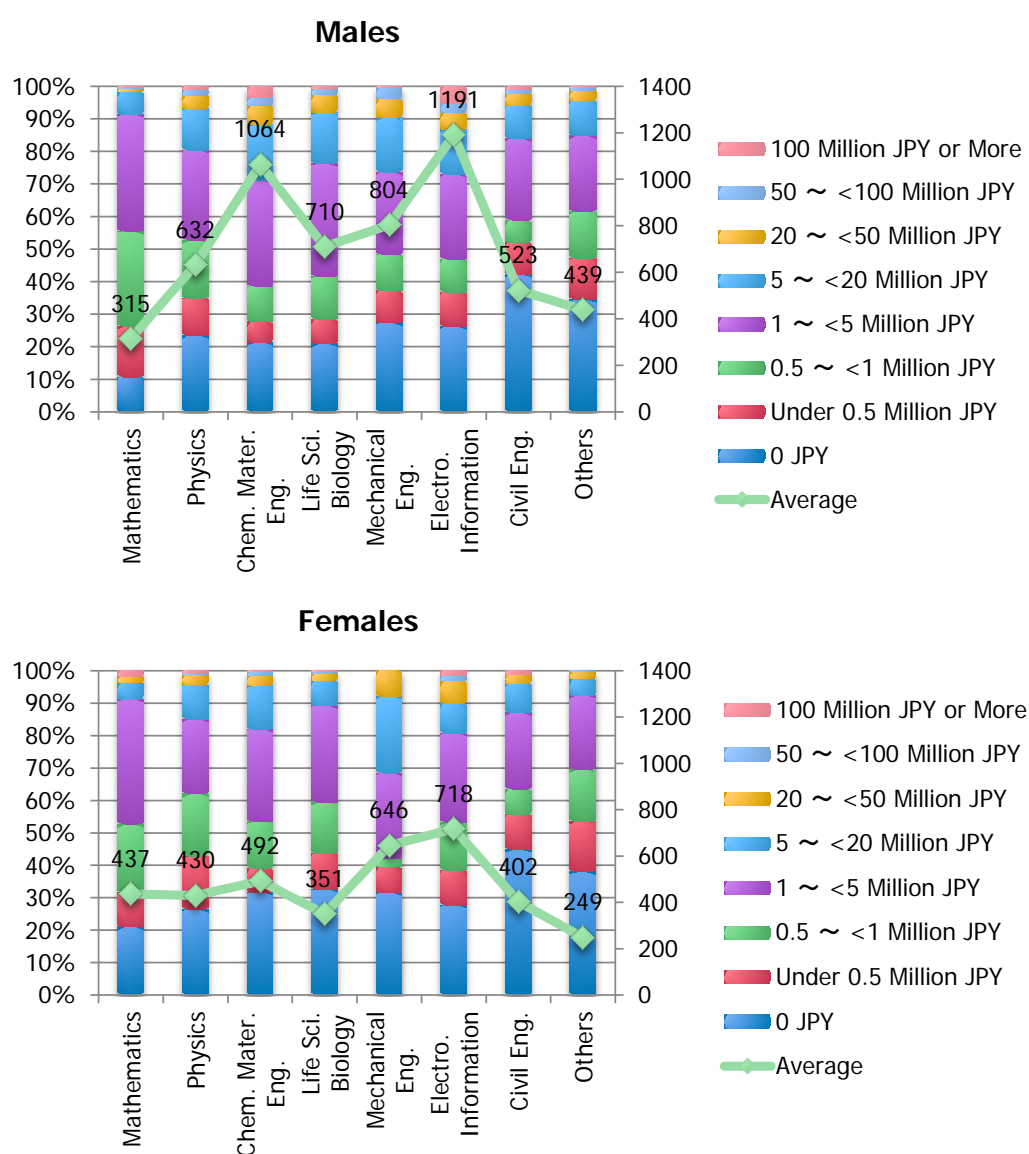 Males
100%
90%
80%
70%
60%
50%
40%
30%
20%
10%
0%
1400
1200
1000
800
600
400
200
0
315
632
1064
710
804
1191
523
439
Mathematics
Physics
Chem. Mater.
Eng.
Life Sci.
Biology
Mechanical
Eng.
Electro.
Information
Civil Eng.
Others
100 Million JPY or More
50 ～ <100 Million JPY
20 ～ <50 Million JPY
5 ～ <20 Million JPY
1 ～ <5 Million JPY
0.5 ～ <1 Million JPY
Under 0.5 Million JPY
0 JPY
Average
Females
100%
90%
80%
70%
60%
50%
40%
30%
20%
10%
0%
1400
1200
1000
800
600
400
200
0
437
430
492
351
646
718
402
249
Mathematics
Physics
Chem. Mater.
Eng.
Life Sci.
Biology
Mechanical
Eng.
Electro.
Information
Civil Eng.
Others
100 Million JPY or More
50 ～ <100 Million JPY
20 ～ <50 Million JPY
5 ～ <20 Million JPY
1 ～ <5 Million JPY
0.5 ～ <1 Million JPY
Under 0.5 Million JPY
0 JPY
Average